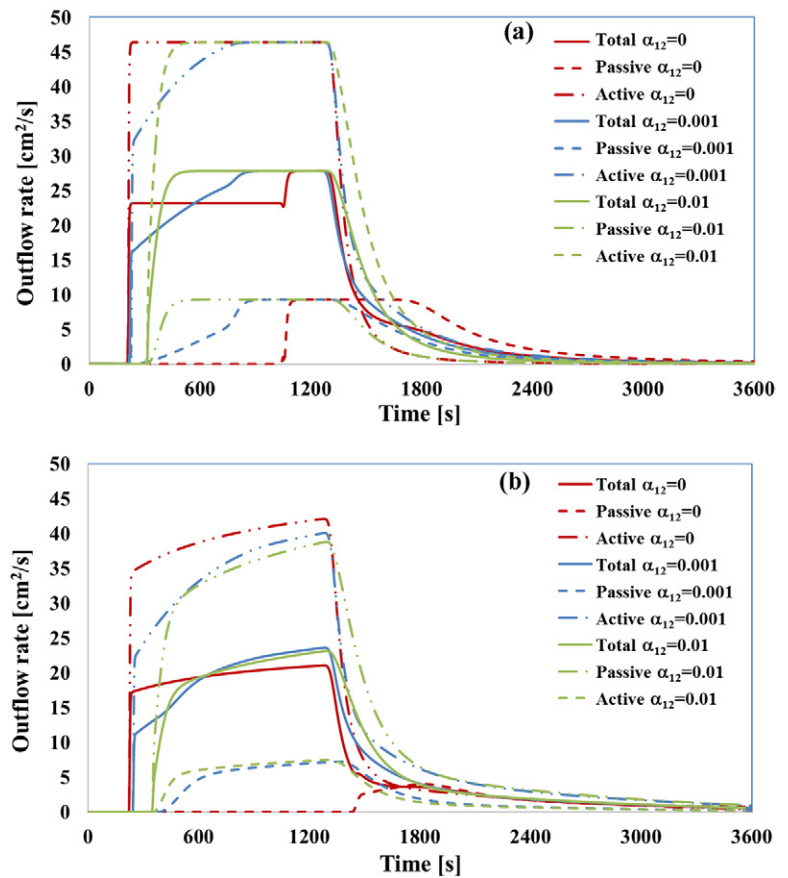 (a)
Outflow rate [cm²/s]
50
45
40
35
30
25
20
15
10
5
0
Total α₁₂=0
Passive α₁₂=0
Active α₁₂=0
Total α₁₂=0.001
Passive α₁₂=0.001
Active α₁₂=0.001
Total α₁₂=0.01
Passive α₁₂=0.01
Active α₁₂=0.01
0 600 1200 1800 2400 3000 3600
Time [s]
(b)
Outflow rate [cm²/s]
50
45
40
35
30
25
20
15
10
5
0
Total α₁₂=0
Passive α₁₂=0
Active α₁₂=0
Total α₁₂=0.001
Passive α₁₂=0.001
Active α₁₂=0.001
Total α₁₂=0.01
Passive α₁₂=0.01
Active α₁₂=0.01
0 600 1200 1800 2400 3000 3600
Time [s]